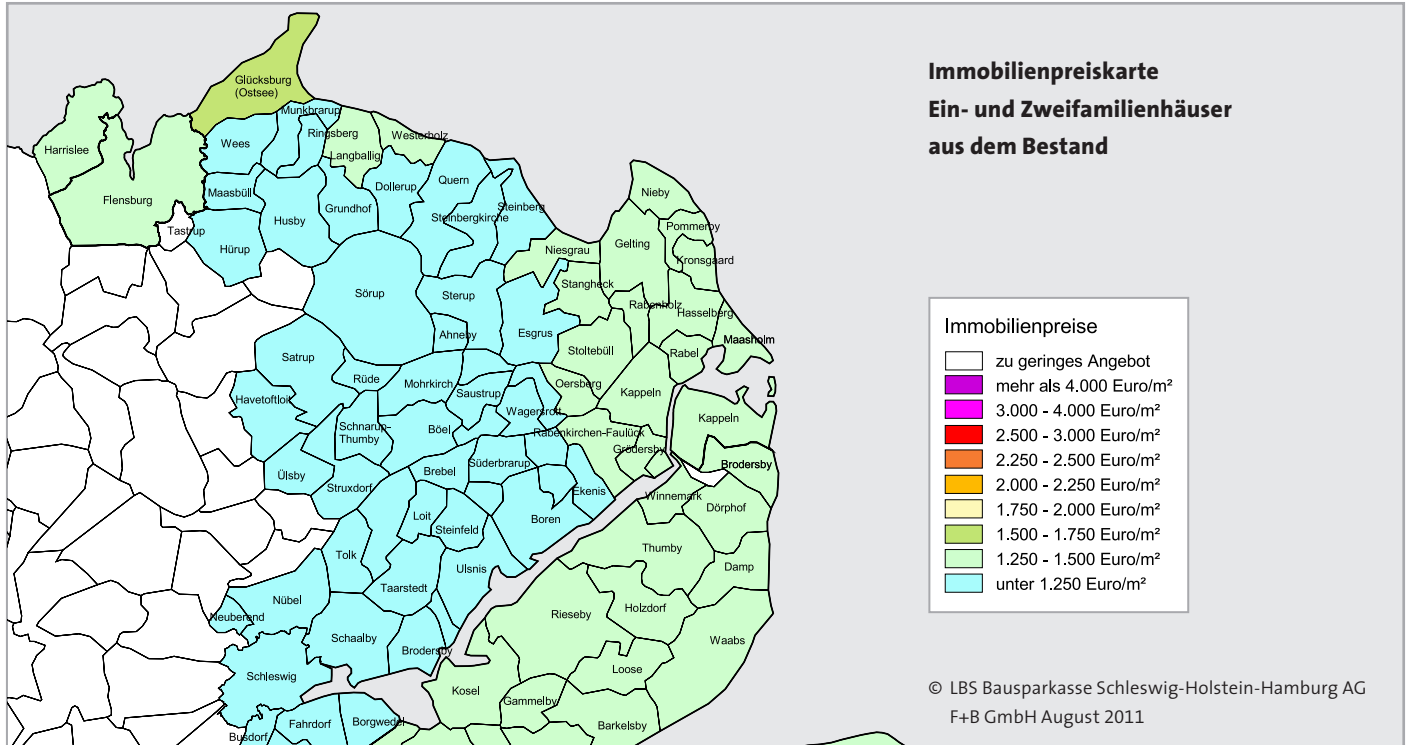 Immobilienpreiskarte
Ein- und Zweifamilienhäuser
aus dem Bestand
Glücksburg
(Ostsee)
Munkbrarup
Ringsberg
Westerholz
Harrislee
Wees
Langballig
Flensburg
Maasbüll
Dollerup
Quern
Nieby
Grundhof
Husby
Steinberg
Steinbergkirche
Pommerby
Tastrup
Hürup
Niesgrau
Gelting
Kronsgaard
Stangheck
Sörup
Sterup
Rabenholz
Hasselberg
Ahneby
Esgrus
Maasholm
Satrup
Stoltebüll
Rabel
Rüde
Mohrkirch
Oersberg
Saustrup
Kappeln
Havetoftloit
Wagersrott
Kappeln
Schnarup-
Thumby
Böel
Rabenkirchen-Faulück
Grödersby
Süderbrarup
Brodersby
Brebel
Ülsby
Struxdorf
Ekenis
Winnemark
Dörphof
Loit
Steinfeld
Boren
Thumby
Tolk
Ulsnis
Damp
Taarstedt
Nübel
Holzdorf
Neuberend
Rieseby
Schaalby
Waabs
Brodersby
Loose
Schleswig
Kosel
Gammelby
Fahrdorf
Borgwedel
Barkelsby
Busdorf
Immobilienpreise
zu geringes Angebot
mehr als 4.000 Euro/m²
3.000 - 4.000 Euro/m²
2.500 - 3.000 Euro/m²
2.250 - 2.500 Euro/m²
2.000 - 2.250 Euro/m²
1.750 - 2.000 Euro/m²
1.500 - 1.750 Euro/m²
1.250 - 1.500 Euro/m²
unter 1.250 Euro/m²
© LBS Bausparkasse Schleswig-Holstein-Hamburg AG
F+B GmbH August 2011